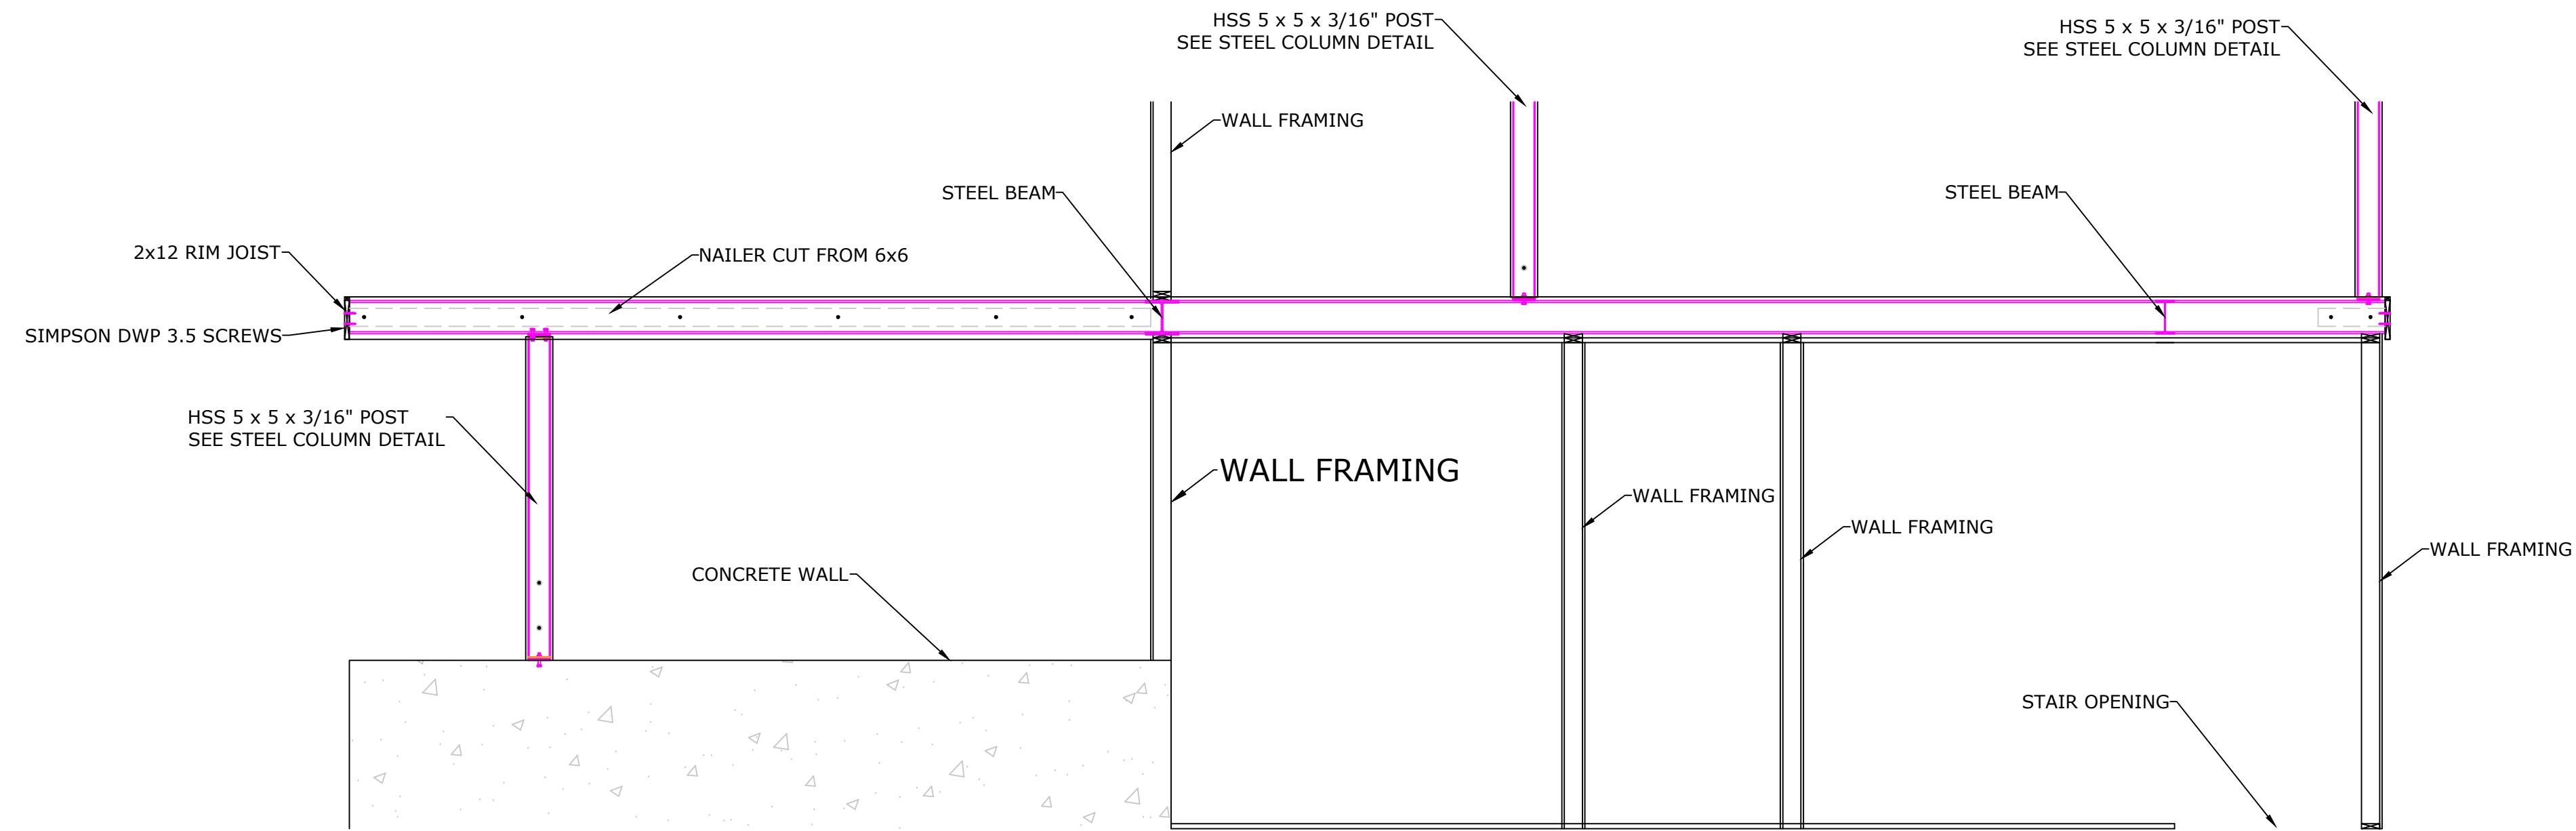 HSS 5 x 5 x 3/16" POST
SEE STEEL COLUMN DETAIL
HSS 5 x 5 x 3/16" POST
SEE STEEL COLUMN DETAIL
WALL FRAMING
STEEL BEAM
STEEL BEAM
2x12 RIM JOIST
NAILER CUT FROM 6x6
SIMPSON DWP 3.5 SCREWS
HSS 5 x 5 x 3/16" POST
SEE STEEL COLUMN DETAIL
WALL FRAMING
WALL FRAMING
WALL FRAMING
WALL FRAMING
CONCRETE WALL
STAIR OPENING